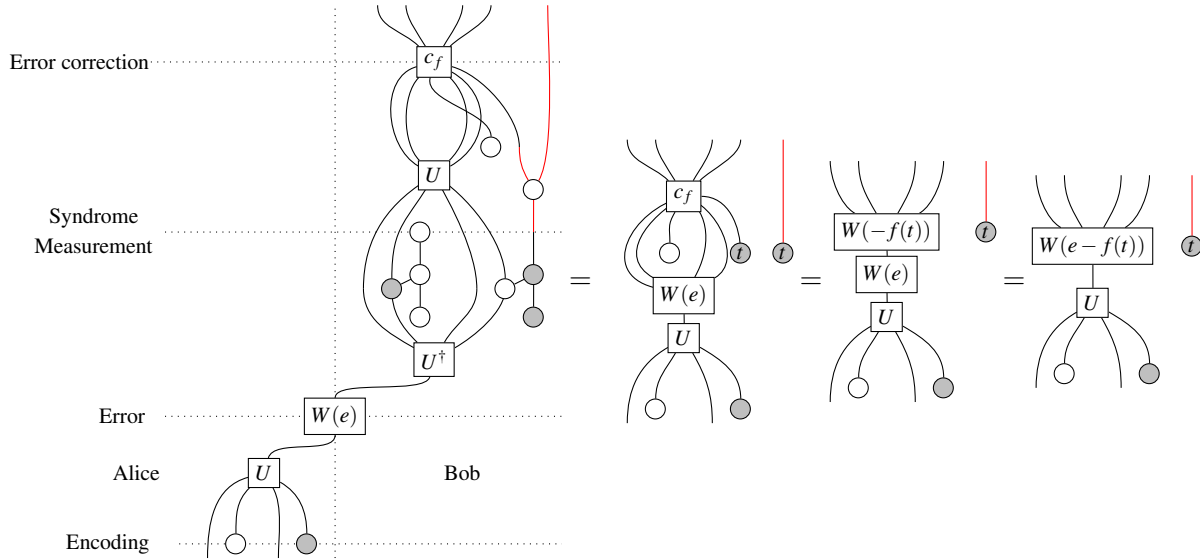 Error correction
c_f
U
Syndrome
Measurement
U†
Error
W(e)
Alice
Bob
U
Encoding
=
c_f
t
t
W(e)
U
=
W(−f(t))
t
W(e)
U
=
W(e−f(t))
t
U